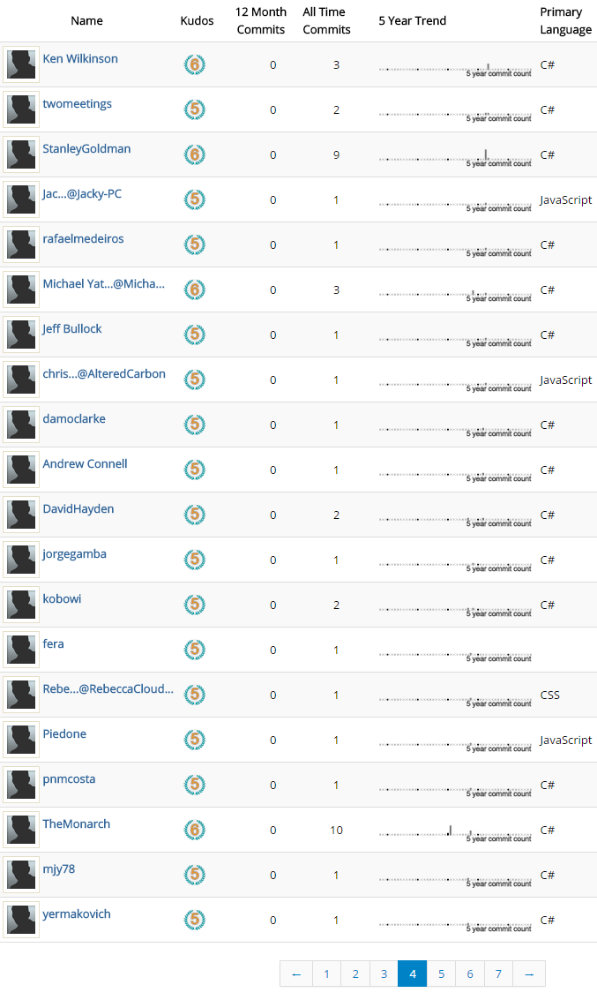 Name Kudos 12 Month Commits All Time Commits 5 Year Trend Primary Language
Ken Wilkinson 6 0 3 5 year commit count C#
twomeetings 5 0 2 5 year commit count C#
StanleyGoldman 6 0 9 5 year commit count C#
Jac...@Jacky-PC 5 0 1 5 year commit count JavaScript
rafaelmedeiros 5 0 1 5 year commit count C#
Michael Yat...@Micha... 6 0 3 5 year commit count C#
Jeff Bullock 5 0 1 5 year commit count C#
chris...@AlteredCarbon 5 0 1 5 year commit count JavaScript
damoclarke 5 0 1 5 year commit count C#
Andrew Connell 5 0 1 5 year commit count C#
DavidHayden 5 0 2 5 year commit count C#
jorgegamba 5 0 1 5 year commit count C#
kobowi 5 0 2 5 year commit count C#
fera 5 0 1 5 year commit count
Rebe...@RebeccaCloud... 5 0 1 5 year commit count CSS
Piedone 5 0 1 5 year commit count JavaScript
pnmcosta 5 0 1 5 year commit count C#
TheMonarch 6 0 10 5 year commit count C#
mjy78 5 0 1 5 year commit count C#
yermakovich 5 0 1 5 year commit count C#
← 1 2 3 4 5 6 7 →